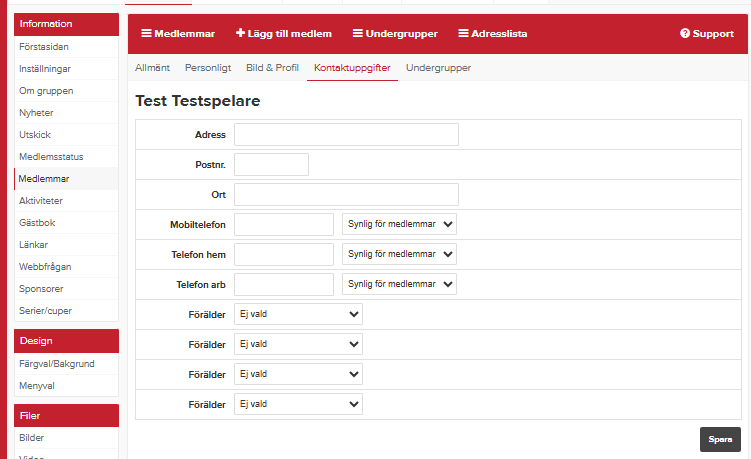 Information
Förstasidan
Inställningar
Om gruppen
Nyheter
Utskick
Medlemsstatus
Medlemmar
Aktiviteter
Gästbok
Länkar
Webbfrågan
Sponsorer
Serier/cuper
Design
Färgval/Bakgrund
Menyval
Filer
Bilder
Video
Medlemmar Lägg till medlem Undergrupper Adresslista Support
Allmänt Personligt Bild & Profil Kontaktuppgifter Undergrupper
Test Testspelare
Adress
Postnr.
Ort
Mobiltelefon Synlig för medlemmar
Telefon hem Synlig för medlemmar
Telefon arb Synlig för medlemmar
Förälder Ej vald
Förälder Ej vald
Förälder Ej vald
Förälder Ej vald
Spara